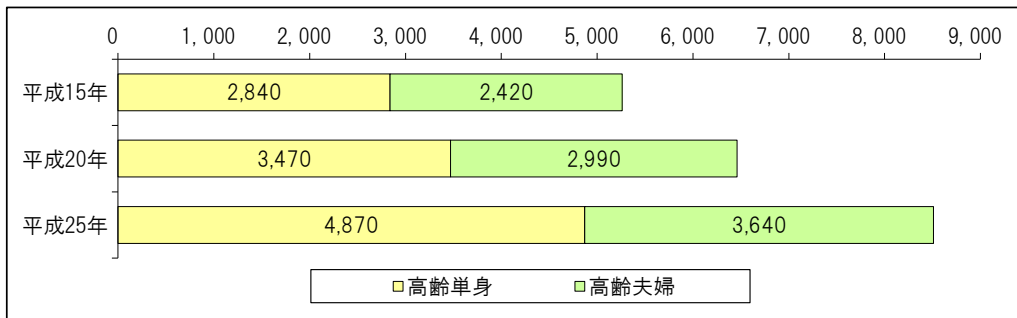 0 1,000 2,000 3,000 4,000 5,000 6,000 7,000 8,000 9,000
平成15年 2,840 2,420
平成20年 3,470 2,990
平成25年 4,870 3,640
高齢単身 高齢夫婦